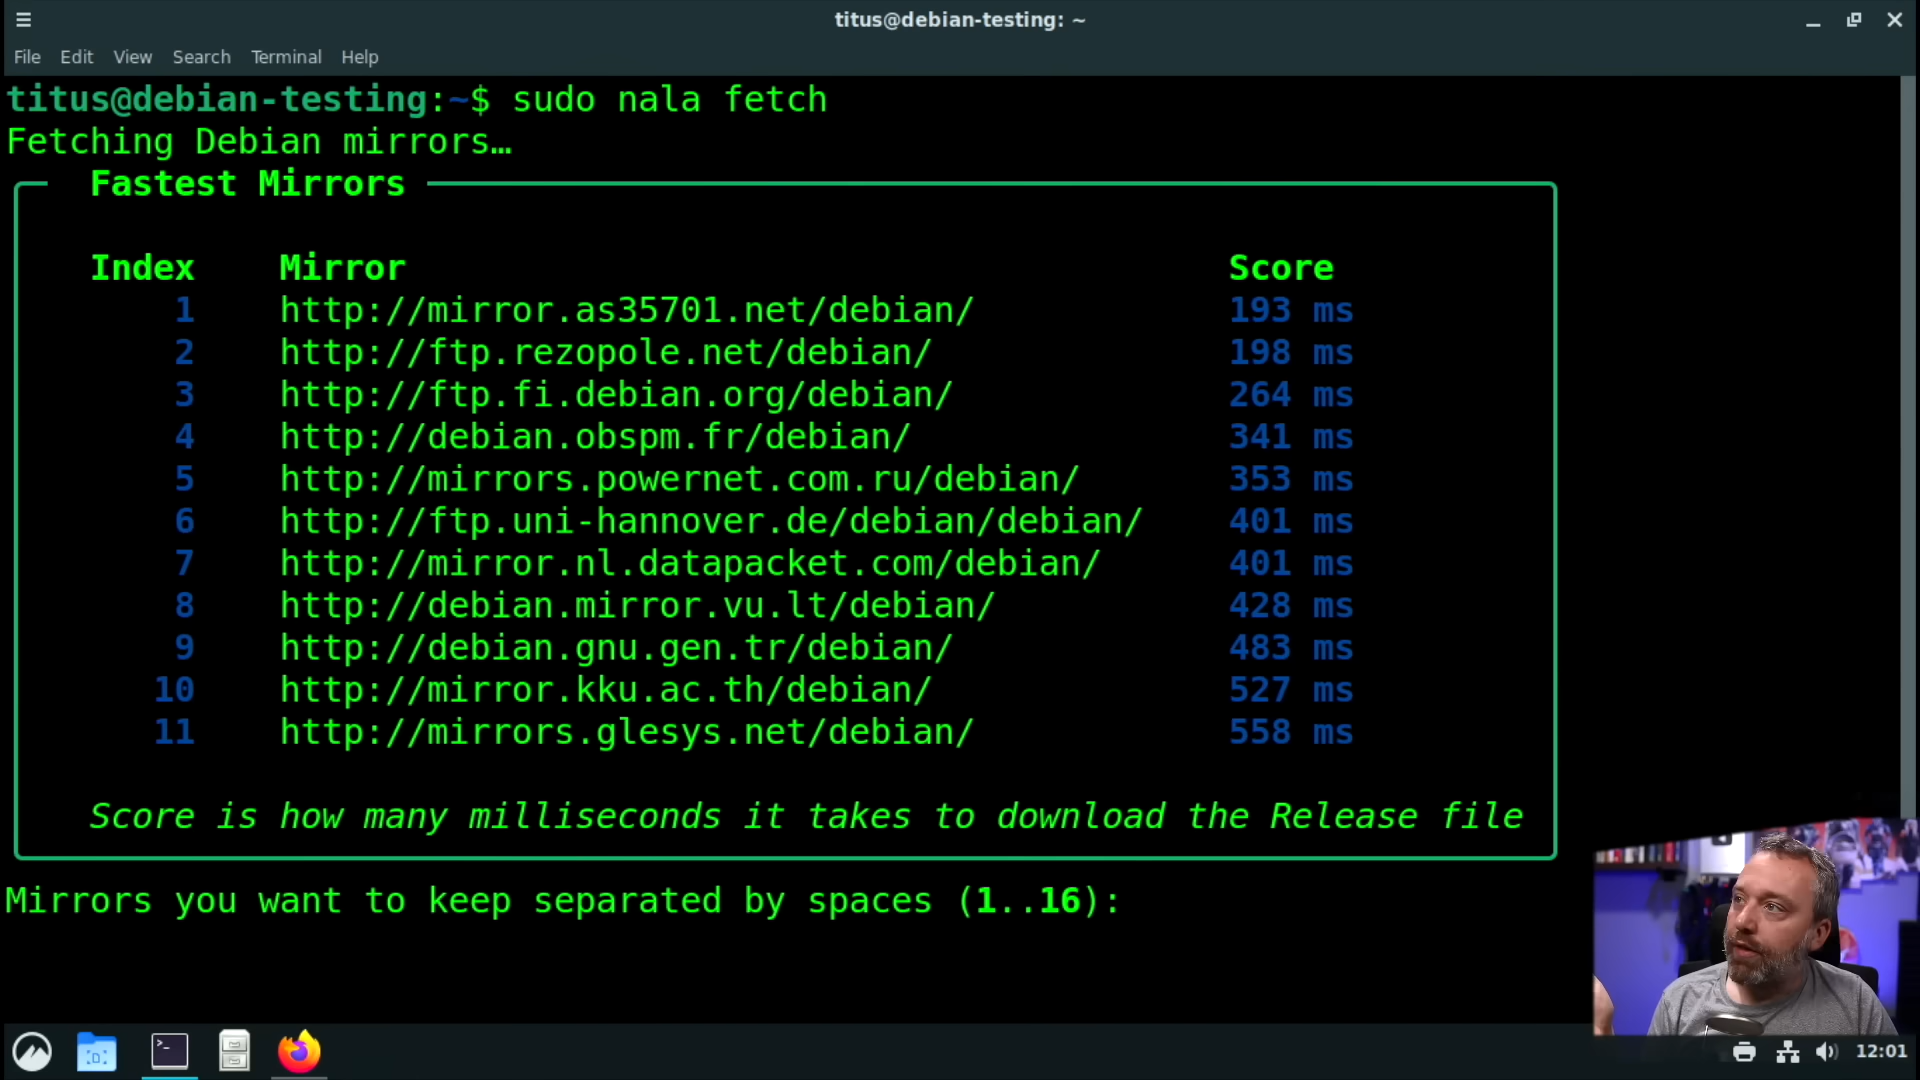 titus@debian-testing: ~
File Edit View Search Terminal Help
titus@debian-testing:~$ sudo nala fetch
Fetching Debian mirrors…
Fastest Mirrors
Index Mirror Score
1 http://mirror.as35701.net/debian/ 193 ms
2 http://ftp.rezopole.net/debian/ 198 ms
3 http://ftp.fi.debian.org/debian/ 264 ms
4 http://debian.obspm.fr/debian/ 341 ms
5 http://mirrors.powernet.com.ru/debian/ 353 ms
6 http://ftp.uni-hannover.de/debian/debian/ 401 ms
7 http://mirror.nl.datapacket.com/debian/ 401 ms
8 http://debian.mirror.vu.lt/debian/ 428 ms
9 http://debian.gnu.gen.tr/debian/ 483 ms
10 http://mirror.kku.ac.th/debian/ 527 ms
11 http://mirrors.glesys.net/debian/ 558 ms
Score is how many milliseconds it takes to download the Release file
Mirrors you want to keep separated by spaces (1..16):
12:01